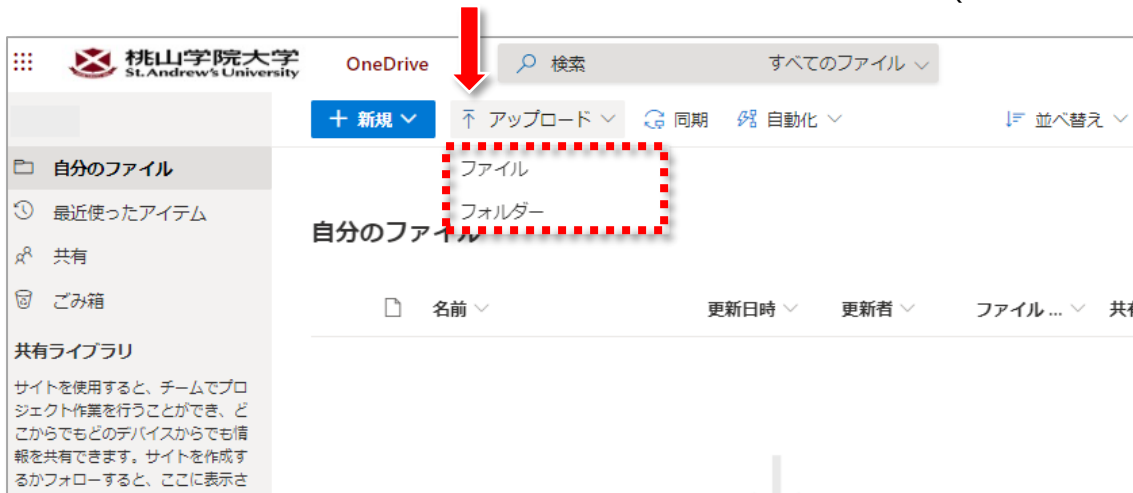 桃山学院大学
St. Andrew's University
OneDrive
検索
すべてのファイル
+ 新規
アップロード
同期
自動化
並べ替え
ファイル
フォルダー
自分のファイル
最近使ったアイテム
共有
ごみ箱
共有ライブラリ
サイトを使用すると、チームでプロ
ジェクト作業を行うことができ、ど
こからでもどのデバイスからでも情
報を共有できます。サイトを作成す
るかフォローすると、ここに表示さ
自分のファイル
名前
更新日時
更新者
ファイル ...